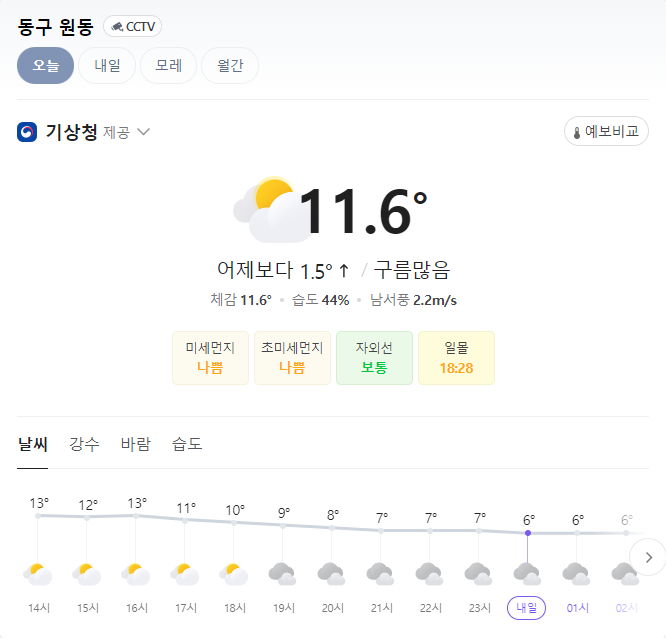 동구 원동 CCTV
오늘 내일 모레 월간
기상청 제공 예보비교
11.6°
어제보다 1.5° ↑ / 구름많음
체감 11.6° • 습도 44% • 남서풍 2.2m/s
미세먼지 초미세먼지 자외선 일몰
나쁨 나쁨 보통 18:28
날씨 강수 바람 습도
13° 12° 13° 11° 10° 9° 8° 7° 7° 7° 6° 6° 6°
14시 15시 16시 17시 18시 19시 20시 21시 22시 23시 내일 01시 02시